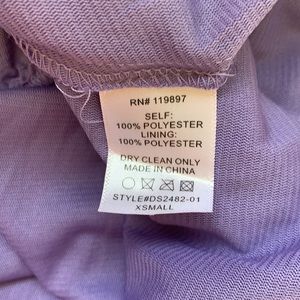 RN# 119897
SELF:
100% POLYESTER
LINING:
100% POLYESTER
DRY CLEAN ONLY
MADE IN CHINA
STYLE#DS2482-01
XSMALL